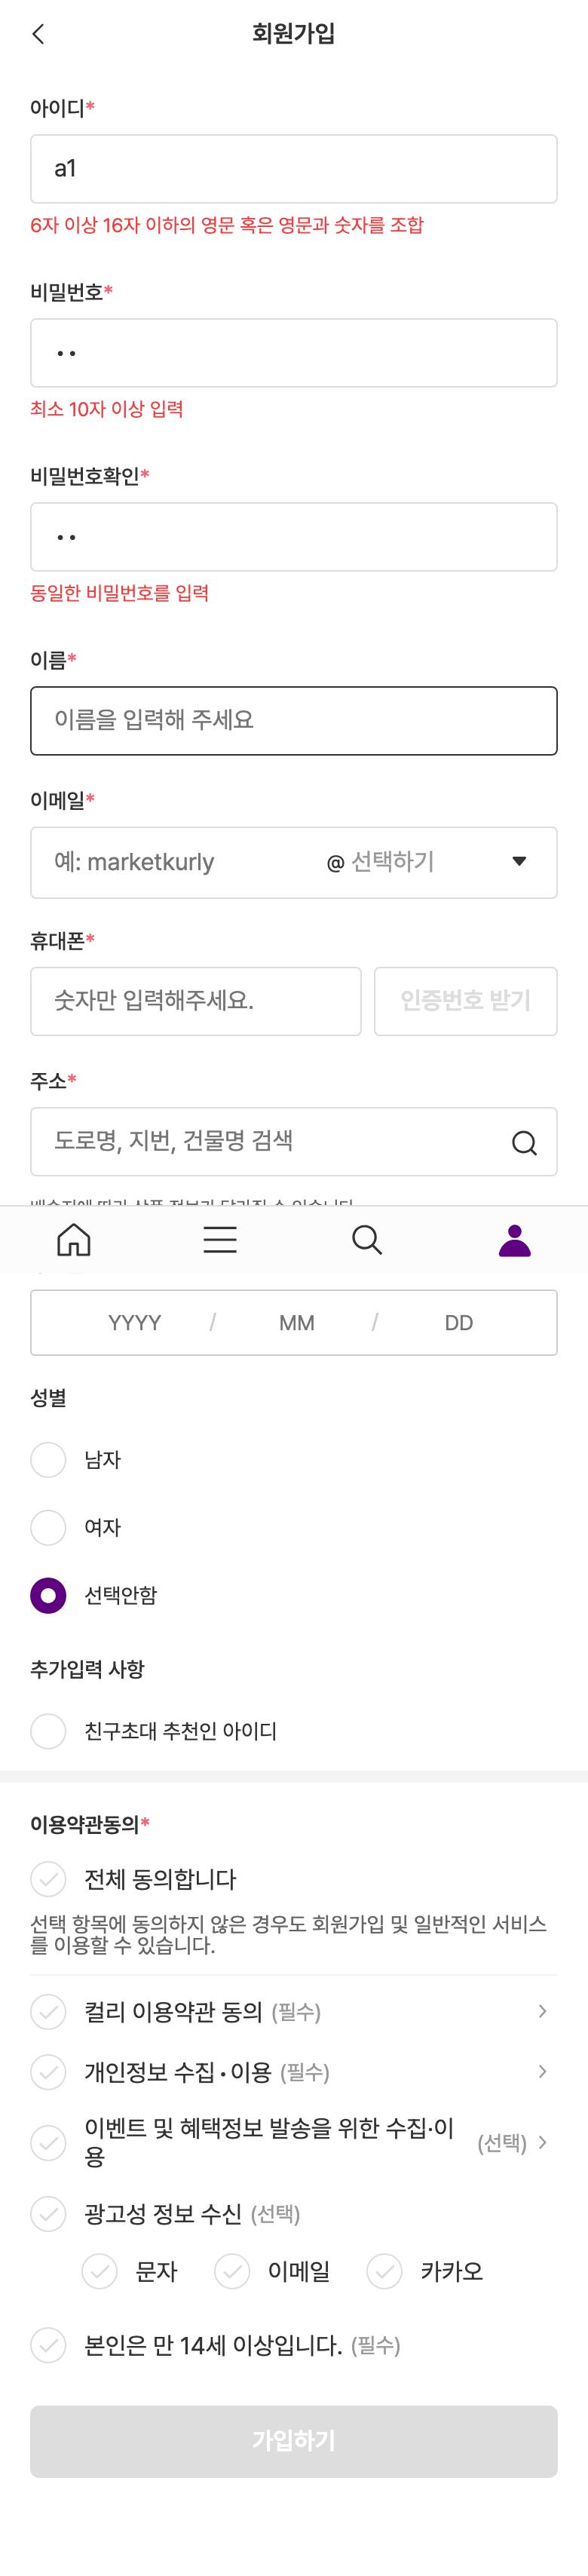 회원가입
아이디*
a1
6자 이상 16자 이하의 영문 혹은 영문과 숫자를 조합
비밀번호*
••
최소 10자 이상 입력
비밀번호확인*
••
동일한 비밀번호를 입력
이름*
이름을 입력해 주세요
이메일*
예: marketkurly @ 선택하기
휴대폰*
숫자만 입력해주세요. 인증번호 받기
주소*
도로명, 지번, 건물명 검색
YYYY / MM / DD
성별
남자
여자
선택안함
추가입력 사항
친구초대 추천인 아이디
이용약관동의*
전체 동의합니다
선택 항목에 동의하지 않은 경우도 회원가입 및 일반적인 서비스
를 이용할 수 있습니다.
컬리 이용약관 동의 (필수)
개인정보 수집·이용 (필수)
이벤트 및 혜택정보 발송을 위한 수집·이
용 (선택)
광고성 정보 수신 (선택)
문자 이메일 카카오
본인은 만 14세 이상입니다. (필수)
가입하기